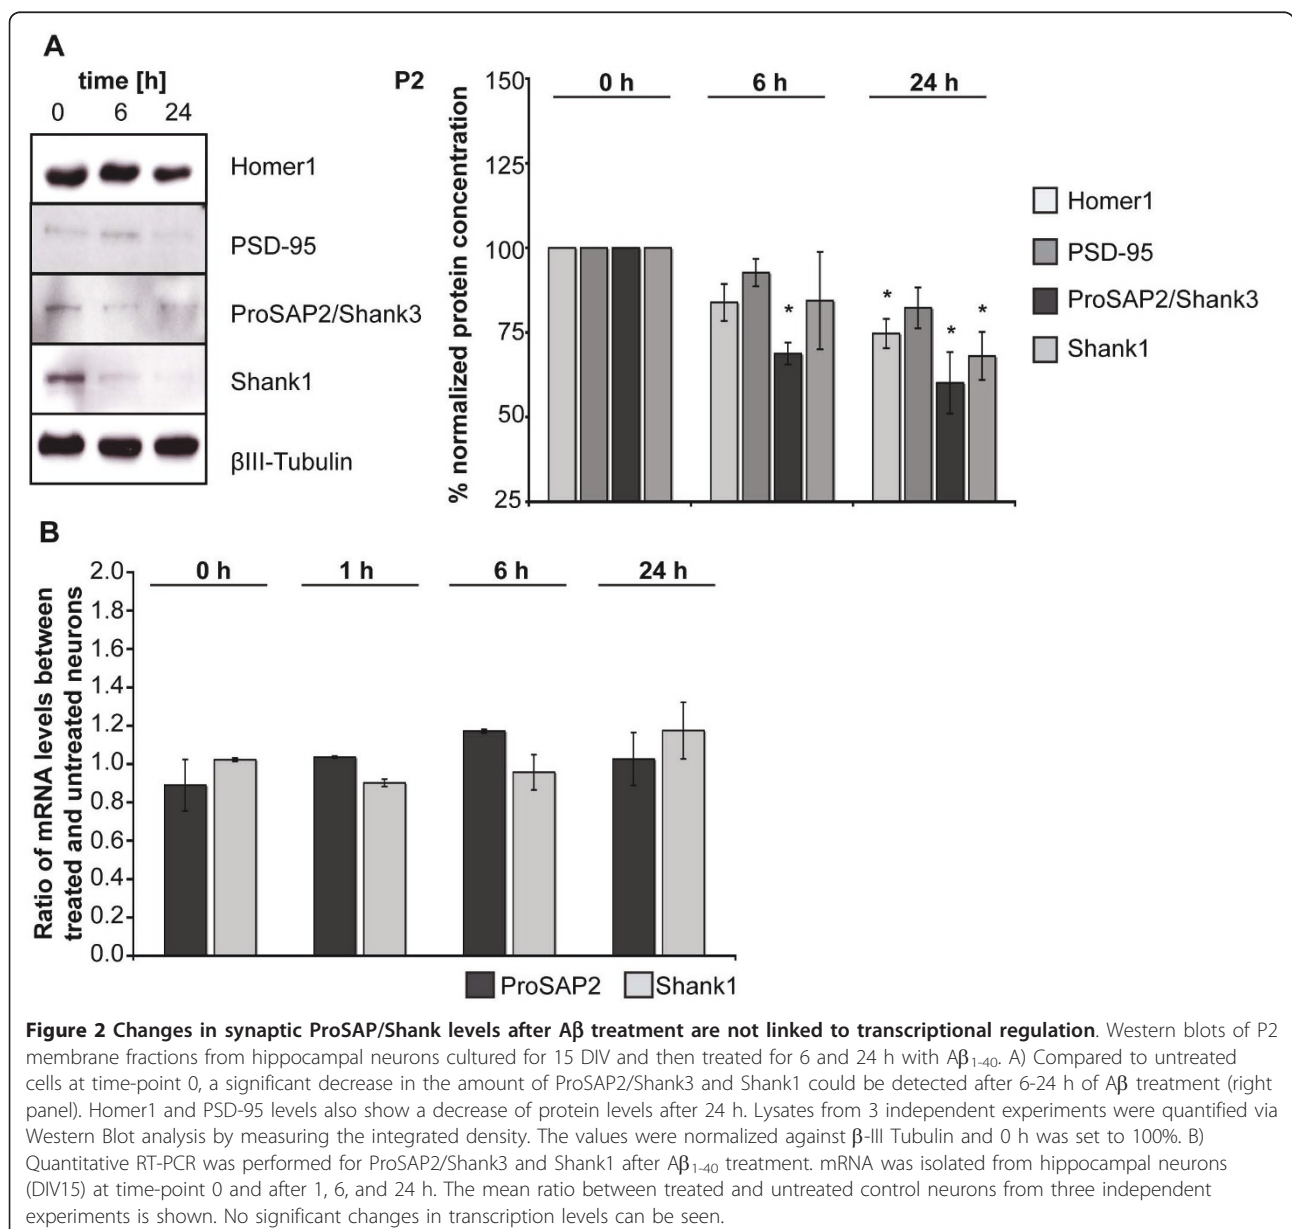 A
time [h]
0 6 24
Homer1
PSD-95
ProSAP2/Shank3
Shank1
βIII-Tubulin
P2
% normalized protein concentration
150
125
100
75
50
25
0 h 6 h 24 h
* * * *
Homer1
PSD-95
ProSAP2/Shank3
Shank1
B
Ratio of mRNA levels between
treated and untreated neurons
2.0
1.8
1.6
1.4
1.2
1.0
0.8
0.6
0.4
0.2
0.0
0 h 1 h 6 h 24 h
ProSAP2 Shank1
Figure 2 Changes in synaptic ProSAP/Shank levels after Aβ treatment are not linked to transcriptional regulation. Western blots of P2
membrane fractions from hippocampal neurons cultured for 15 DIV and then treated for 6 and 24 h with Aβ1-40. A) Compared to untreated
cells at time-point 0, a significant decrease in the amount of ProSAP2/Shank3 and Shank1 could be detected after 6-24 h of Aβ treatment (right
panel). Homer1 and PSD-95 levels also show a decrease of protein levels after 24 h. Lysates from 3 independent experiments were quantified via
Western Blot analysis by measuring the integrated density. The values were normalized against β-III Tubulin and 0 h was set to 100%. B)
Quantitative RT-PCR was performed for ProSAP2/Shank3 and Shank1 after Aβ1-40 treatment. mRNA was isolated from hippocampal neurons
(DIV15) at time-point 0 and after 1, 6, and 24 h. The mean ratio between treated and untreated control neurons from three independent
experiments is shown. No significant changes in transcription levels can be seen.